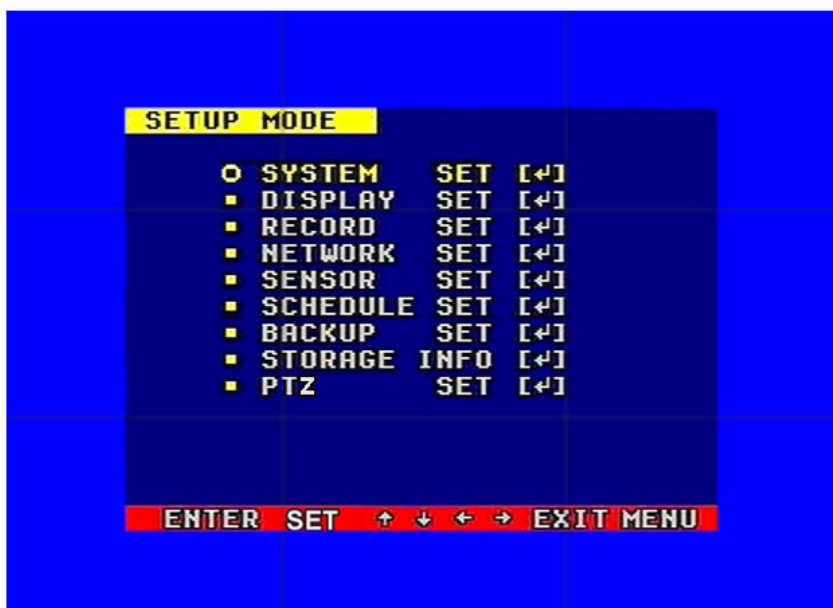 SETUP MODE
SYSTEM SET [↵]
DISPLAY SET [↵]
RECORD SET [↵]
NETWORK SET [↵]
SENSOR SET [↵]
SCHEDULE SET [↵]
BACKUP SET [↵]
STORAGE INFO [↵]
PTZ SET [↵]
ENTER SET ↑ ↓ ← → EXIT MENU